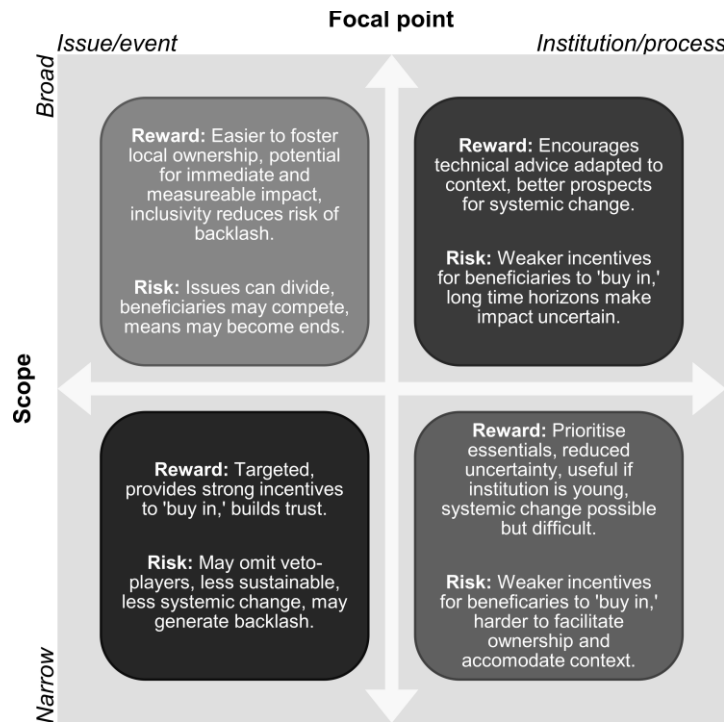 Focal point
Issue/event
Institution/process
Broad
Reward: Easier to foster
local ownership, potential
for immediate and
measureable impact,
inclusivity reduces risk of
backlash.
Risk: Issues can divide,
beneficiaries may compete,
means may become ends.
Reward: Encourages
technical advice adapted to
context, better prospects
for systemic change.
Risk: Weaker incentives
for beneficiaries to 'buy in,'
long time horizons make
impact uncertain.
Scope
Reward: Targeted,
provides strong incentives
to 'buy in,' builds trust.
Risk: May omit veto-
players, less sustainable,
less systemic change, may
generate backlash.
Reward: Prioritise
essentials, reduced
uncertainty, useful if
institution is young,
systemic change possible
but difficult.
Risk: Weaker incentives
for beneficaries to 'buy in,'
harder to facilitate
ownership and
accomodate context.
Narrow